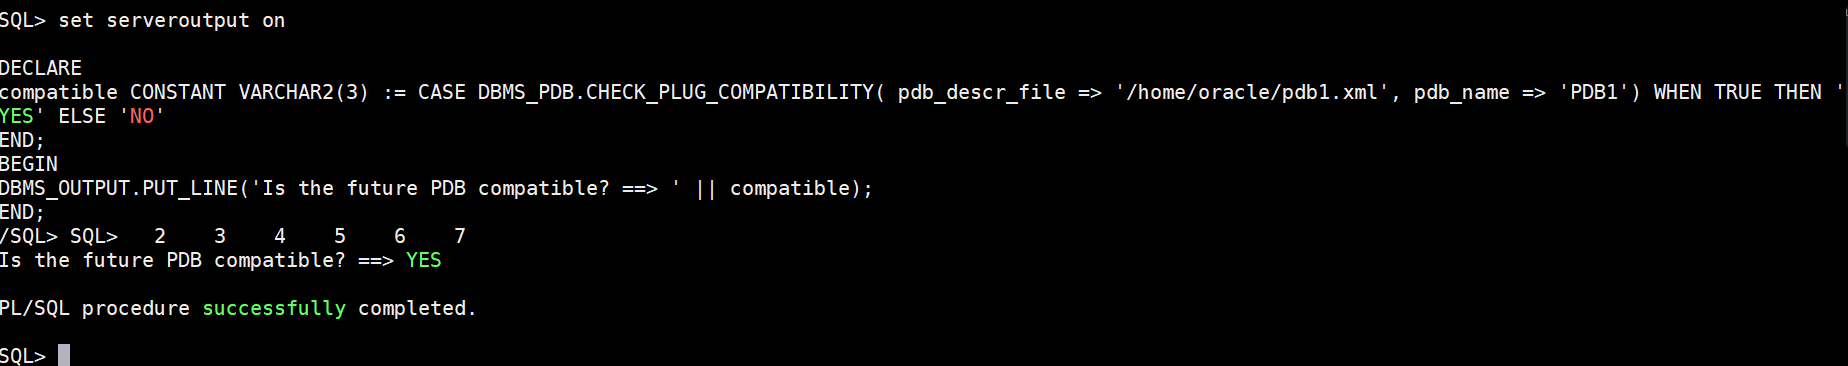 SQL> set serveroutput on
DECLARE
compatible CONSTANT VARCHAR2(3) := CASE DBMS_PDB.CHECK_PLUG_COMPATIBILITY( pdb_descr_file => '/home/oracle/pdb1.xml', pdb_name => 'PDB1') WHEN TRUE THEN '
YES' ELSE 'NO'
END;
BEGIN
DBMS_OUTPUT.PUT_LINE('Is the future PDB compatible? ==> ' || compatible);
END;
/SQL> SQL>   2    3    4    5    6    7
Is the future PDB compatible? ==> YES
PL/SQL procedure successfully completed.
SQL>